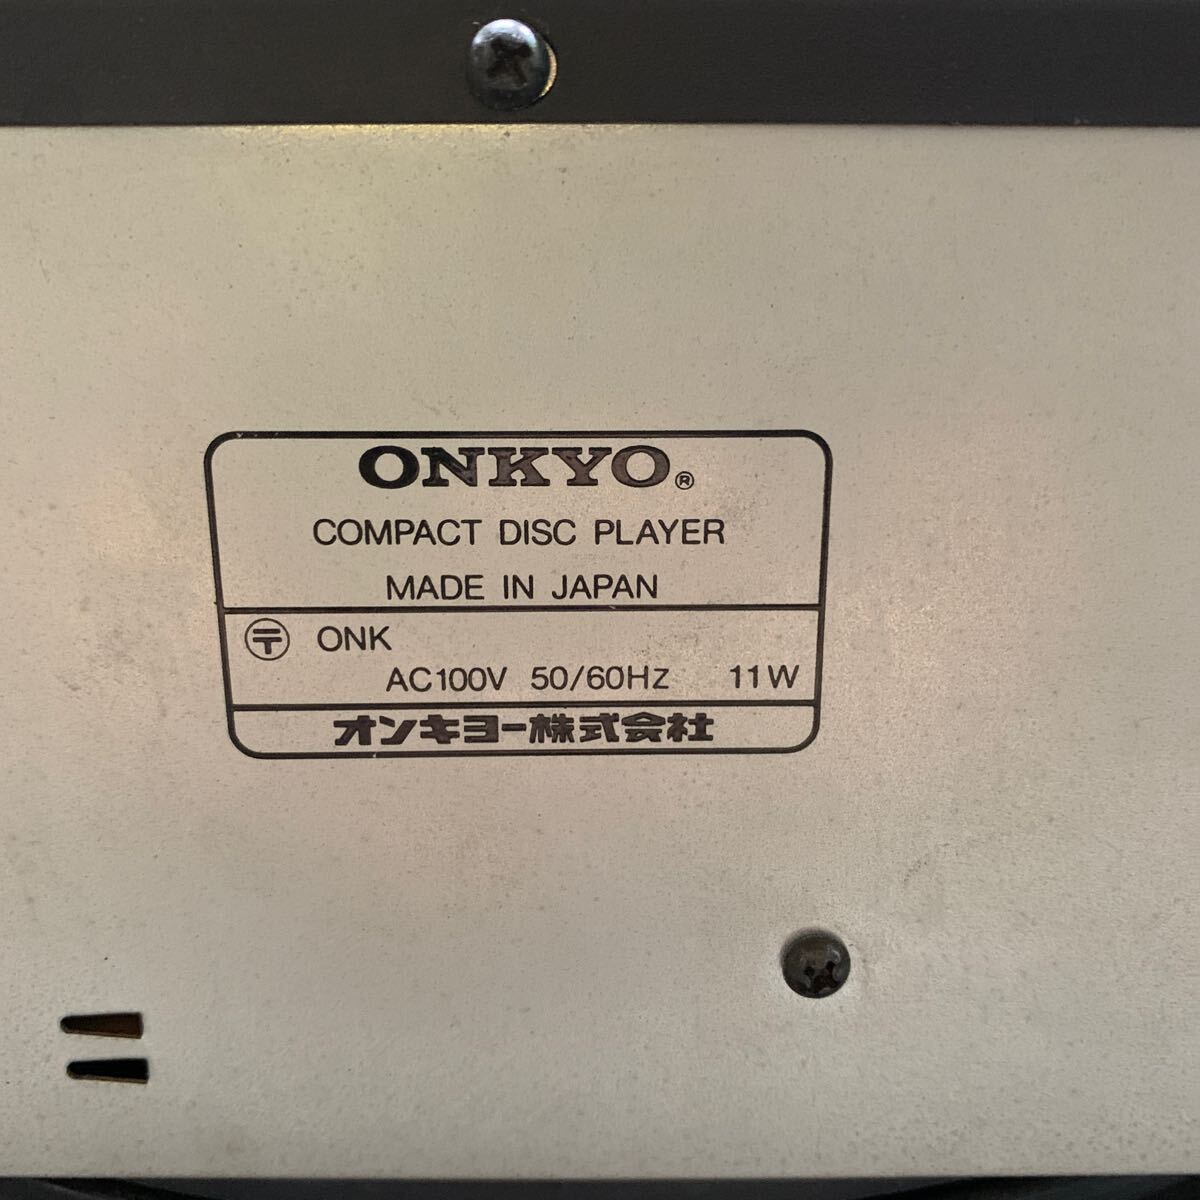 ONKYO®
COMPACT DISC PLAYER
MADE IN JAPAN
〶 ONK
AC100V 50/60Hz 11W
オンキヨー株式会社